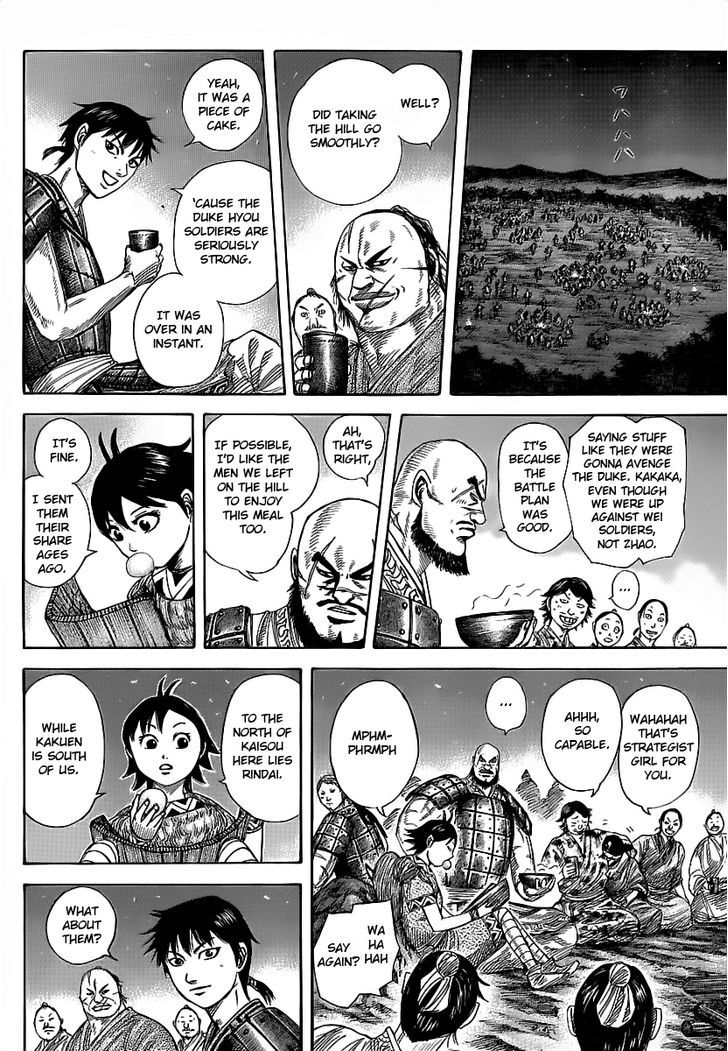 ワハハハ
WELL?
DID TAKING
THE HILL GO
SMOOTHLY?
YEAH,
IT WAS A
PIECE OF
CAKE.
'CAUSE THE
DUKE HYOU
SOLDIERS ARE
SERIOUSLY
STRONG.
IT WAS
OVER IN AN
INSTANT.
SAYING STUFF
LIKE THEY WERE
GONNA AVENGE
THE DUKE. KAKAKA,
EVEN THOUGH
WE WERE UP
AGAINST WEI
SOLDIERS,
NOT ZHAO.
...
IT'S
BECAUSE
THE BATTLE
PLAN
WAS
GOOD.
AH,
THAT'S
RIGHT,
IF POSSIBLE,
I'D LIKE THE
MEN WE LEFT
ON THE HILL
TO ENJOY
THIS MEAL
TOO.
IT'S
FINE.
I SENT
THEM
THEIR
SHARE
AGES
AGO.
WAHAHAH
THAT'S
STRATEGIST
GIRL FOR
YOU.
AHHH,
SO
CAPABLE.
...
MPHM-
PHRMPH
WA
HA
HAH
SAY
AGAIN?
TO THE
NORTH OF
KAISOU
HERE LIES
RINDAI.
WHILE
KAKUEN
IS SOUTH
OF US.
WHAT
ABOUT
THEM?